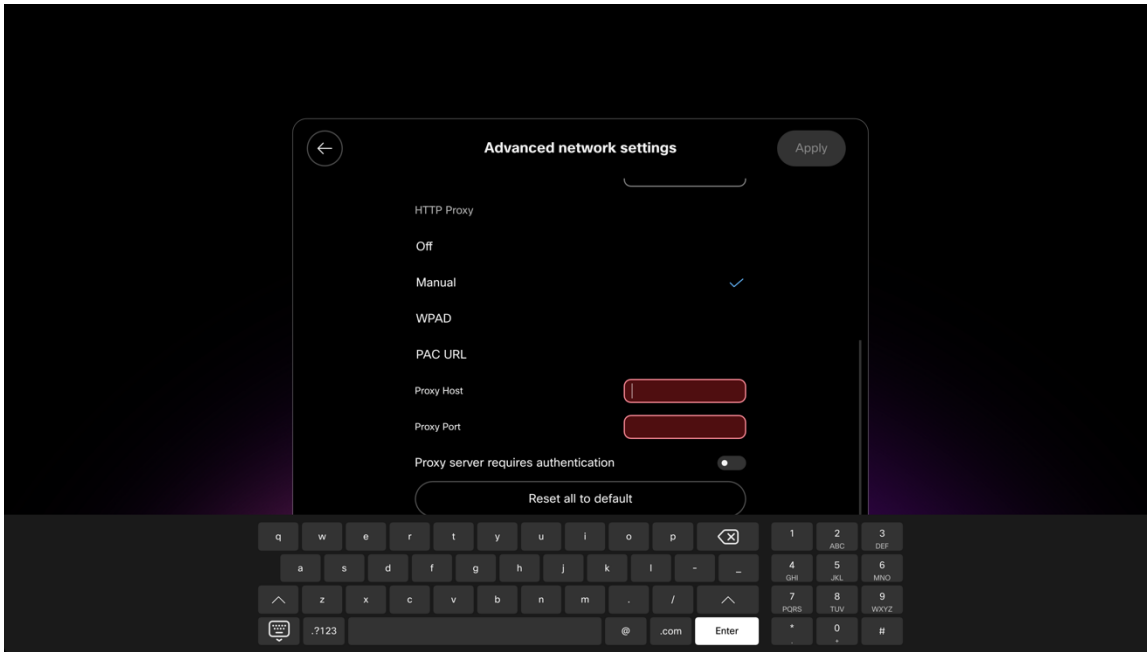 Advanced network settings
Apply
HTTP Proxy
Off
Manual
WPAD
PAC URL
Proxy Host
Proxy Port
Proxy server requires authentication
Reset all to default
q w e r t y u i o p 1 2 ABC 3 DEF
a s d f g h j k l - _ 4 GHI 5 JKL 6 MNO
z x c v b n m . / 7 PQRS 8 TUV 9 WXYZ
.?123 @ .com Enter * . 0 + #